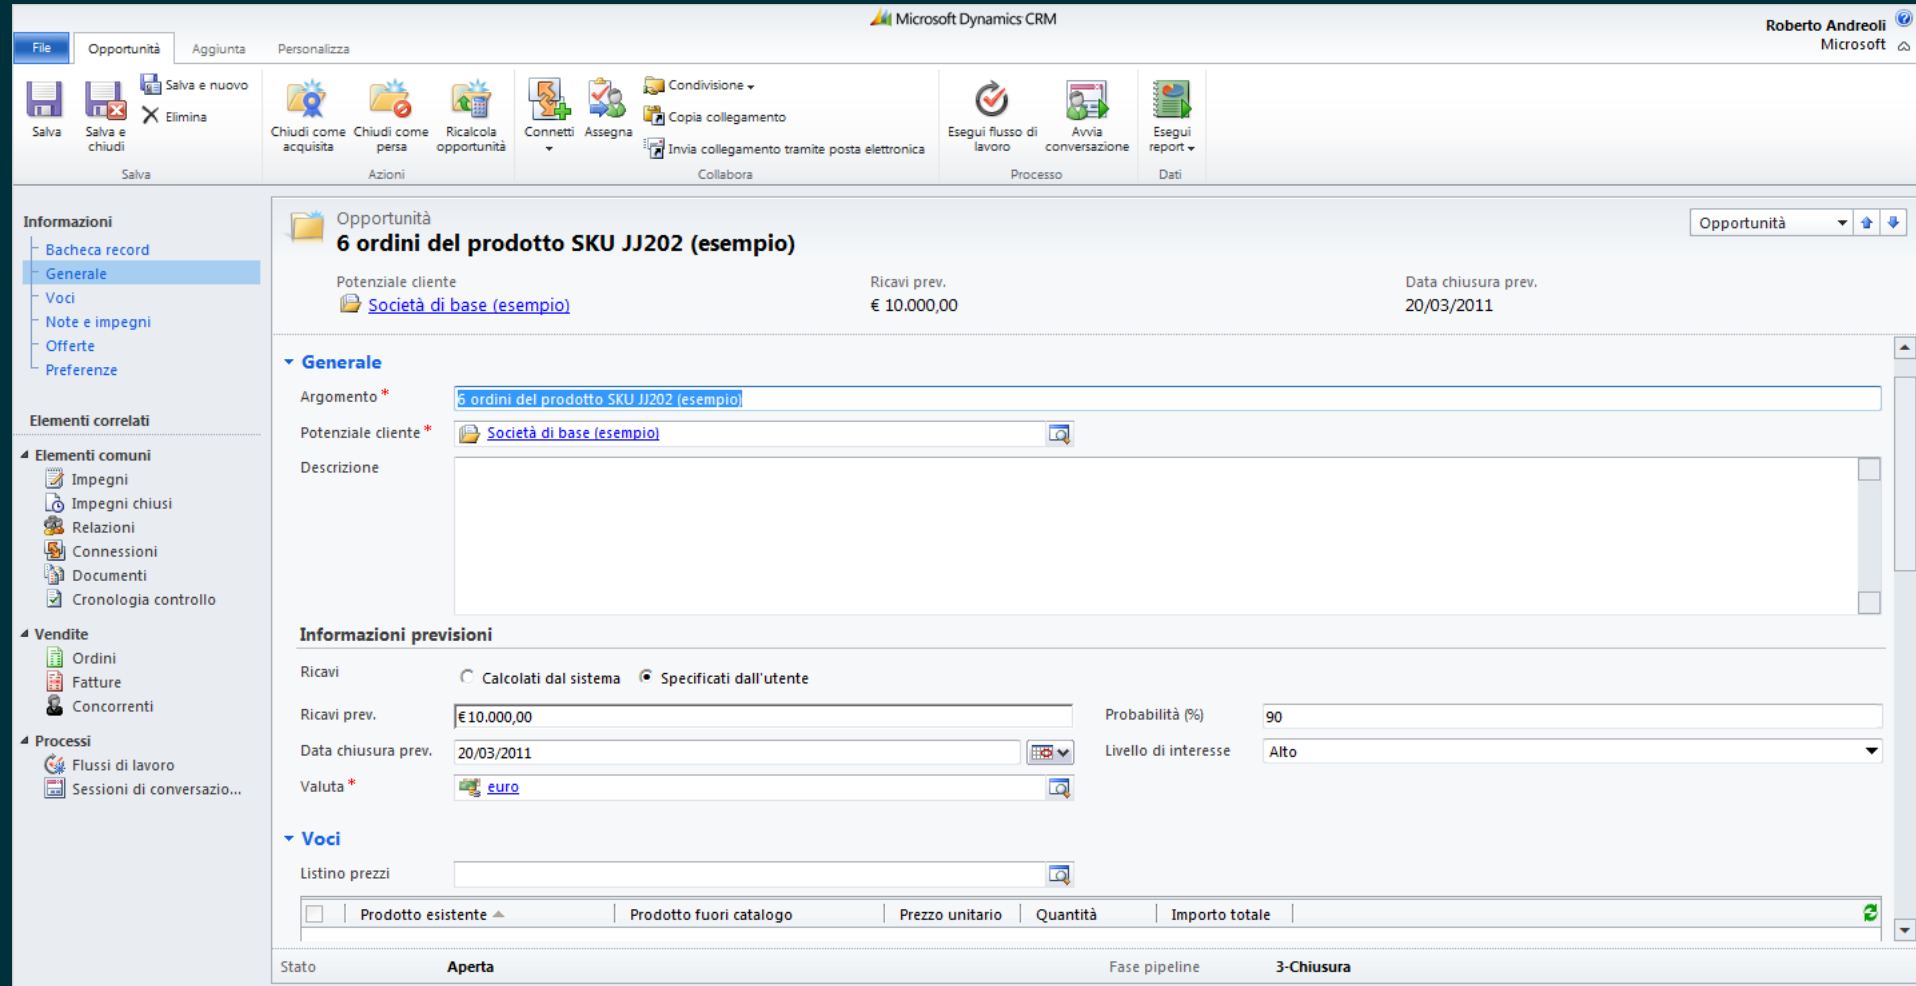 Microsoft Dynamics CRM
Roberto Andreoli
Microsoft
File Opportunità Aggiunta Personalizza
Salva
Salva e chiudi
Salva e nuovo
Elimina
Salva
Chiudi come acquisita
Chiudi come persa
Ricalcola opportunità
Azioni
Connetti
Assegna
Condivisione
Copia collegamento
Invia collegamento tramite posta elettronica
Collabora
Esegui flusso di lavoro
Avvia conversazione
Processo
Esegui report
Dati
Informazioni
Bacheca record
Generale
Voci
Note e impegni
Offerte
Preferenze
Elementi correlati
Elementi comuni
Impegni
Impegni chiusi
Relazioni
Connessioni
Documenti
Cronologia controllo
Vendite
Ordini
Fatture
Concorrenti
Processi
Flussi di lavoro
Sessioni di conversazio...
Opportunità
6 ordini del prodotto SKU JJ202 (esempio)
Opportunità
Potenziale cliente
Società di base (esempio)
Ricavi prev.
€ 10.000,00
Data chiusura prev.
20/03/2011
Generale
Argomento * 6 ordini del prodotto SKU JJ202 (esempio)
Potenziale cliente * Società di base (esempio)
Descrizione
Informazioni previsioni
Ricavi Calcolati dal sistema Specificati dall'utente
Ricavi prev. €10.000,00 Probabilità (%) 90
Data chiusura prev. 20/03/2011 Livello di interesse Alto
Valuta * euro
Voci
Listino prezzi
Prodotto esistente Prodotto fuori catalogo Prezzo unitario Quantità Importo totale
Stato Aperta Fase pipeline 3-Chiusura